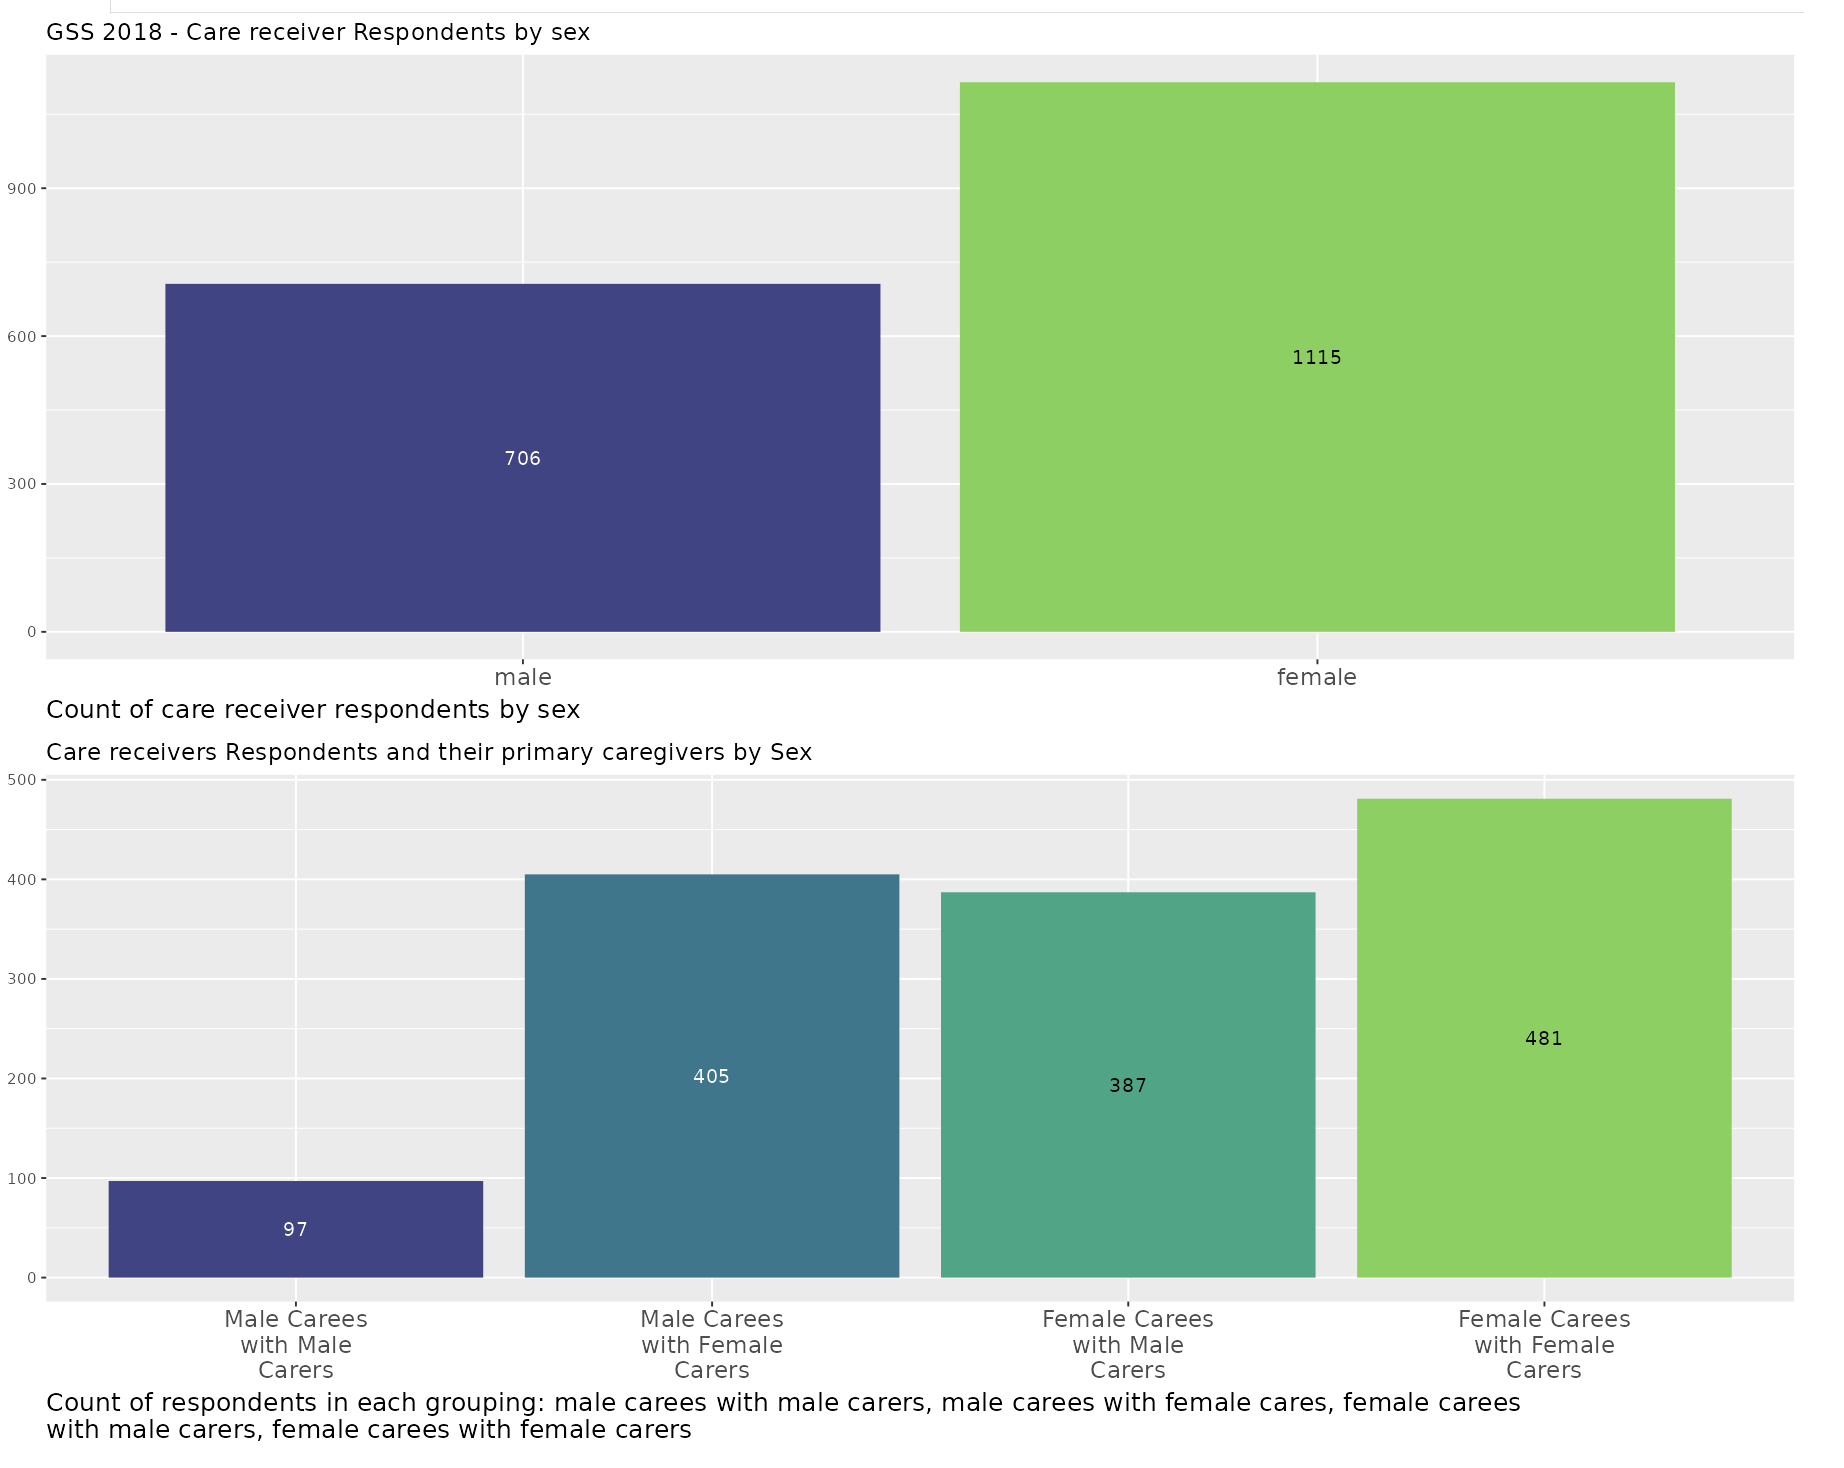 GSS 2018 - Care receiver Respondents by sex
900
600
300
0
706
1115
male
female
Count of care receiver respondents by sex
Care receivers Respondents and their primary caregivers by Sex
500
400
300
200
100
0
97
405
387
481
Male Carees
with Male
Carers
Male Carees
with Female
Carers
Female Carees
with Male
Carers
Female Carees
with Female
Carers
Count of respondents in each grouping: male carees with male carers, male carees with female cares, female carees
with male carers, female carees with female carers